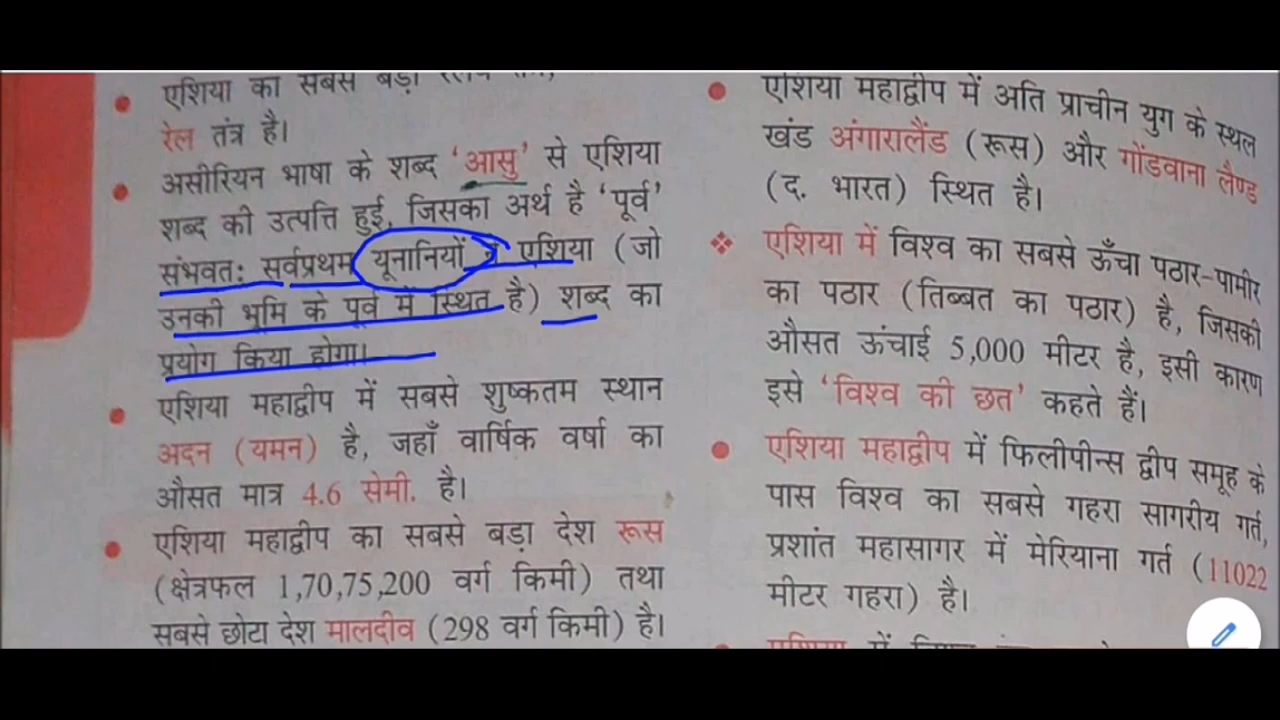 एशिया का सबसे बड़ा
रेल तंत्र है।
असीरियन भाषा के शब्द ‘आसु’ से एशिया
शब्द की उत्पत्ति हुई, जिसका अर्थ है ‘पूर्व’
संभवतः सर्वप्रथम यूनानियों ने एशिया (जो
उनकी भूमि के पूर्व में स्थित है) शब्द का
प्रयोग किया होगा।
एशिया महाद्वीप में सबसे शुष्कतम स्थान
अदन (यमन) है, जहाँ वार्षिक वर्षा का
औसत मात्र 4.6 सेमी. है।
एशिया महाद्वीप का सबसे बड़ा देश रूस
(क्षेत्रफल 1,70,75,200 वर्ग किमी) तथा
सबसे छोटा देश मालदीव (298 वर्ग किमी) है।
एशिया महाद्वीप में अति प्राचीन युग के स्थल
खंड अंगारालैंड (रूस) और गोंडवाना लैण्ड
(द. भारत) स्थित है।
एशिया में विश्व का सबसे ऊँचा पठार-पामीर
का पठार (तिब्बत का पठार) है, जिसकी
औसत ऊंचाई 5,000 मीटर है, इसी कारण
इसे ‘विश्व की छत’ कहते हैं।
एशिया महाद्वीप में फिलीपीन्स द्वीप समूह के
पास विश्व का सबसे गहरा सागरीय गर्त,
प्रशांत महासागर में मेरियाना गर्त (11022
मीटर गहरा) है।
एशिया में